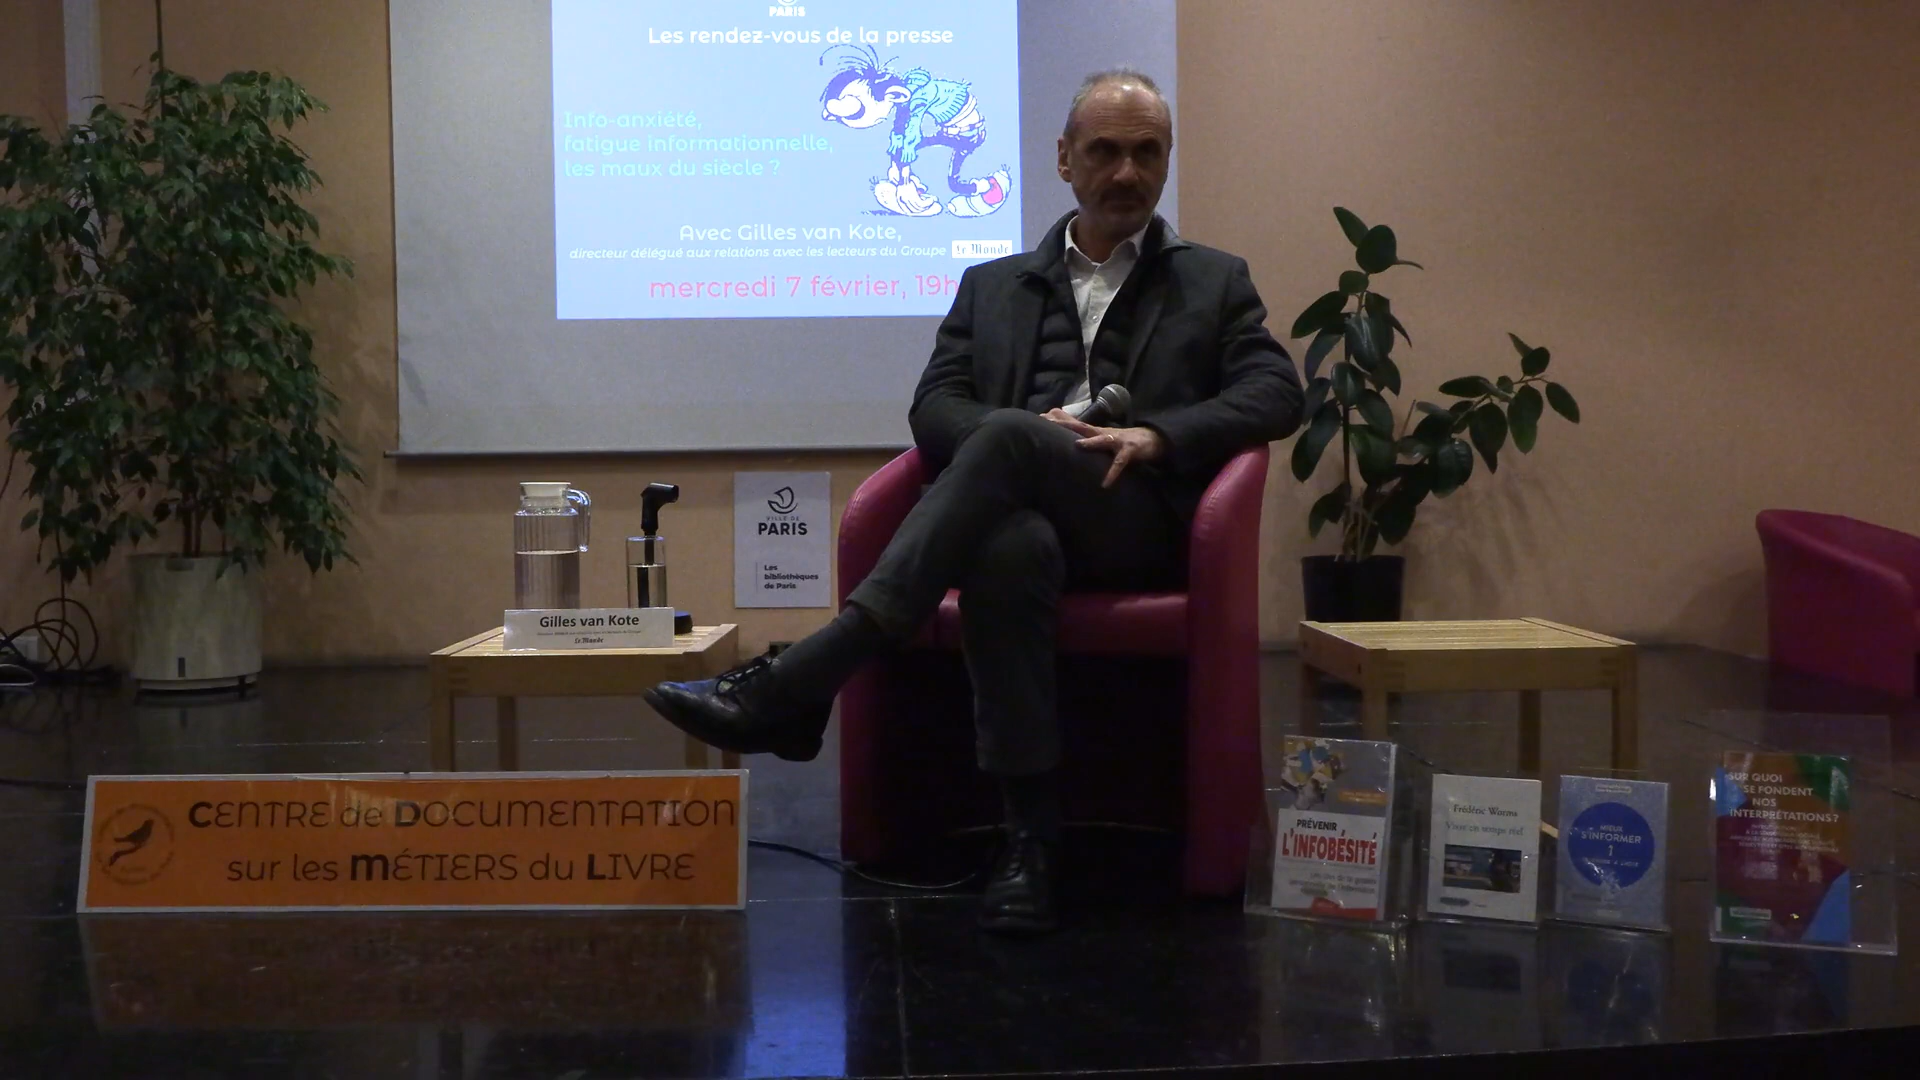 PARIS
Les rendez-vous de la presse
Info-anxiété,
fatigue informationnelle,
les maux du siècle ?
Avec Gilles van Kote,
directeur délégué aux relations avec les lecteurs du Groupe Le Monde
mercredi 7 février, 19h
VILLE DE
PARIS
Les
bibliothèques
de Paris
Gilles van Kote
Le Monde
CENTRE de DOCUMENTATION
sur les MÉTIERS du LIVRE
PRÉVENIR
L'INFOBÉSITÉ
Frédéric Worms
Vivre en temps réel
MIEUX
S'INFORMER
SUR QUOI
SE FONDENT
NOS
INTERPRÉTATIONS ?